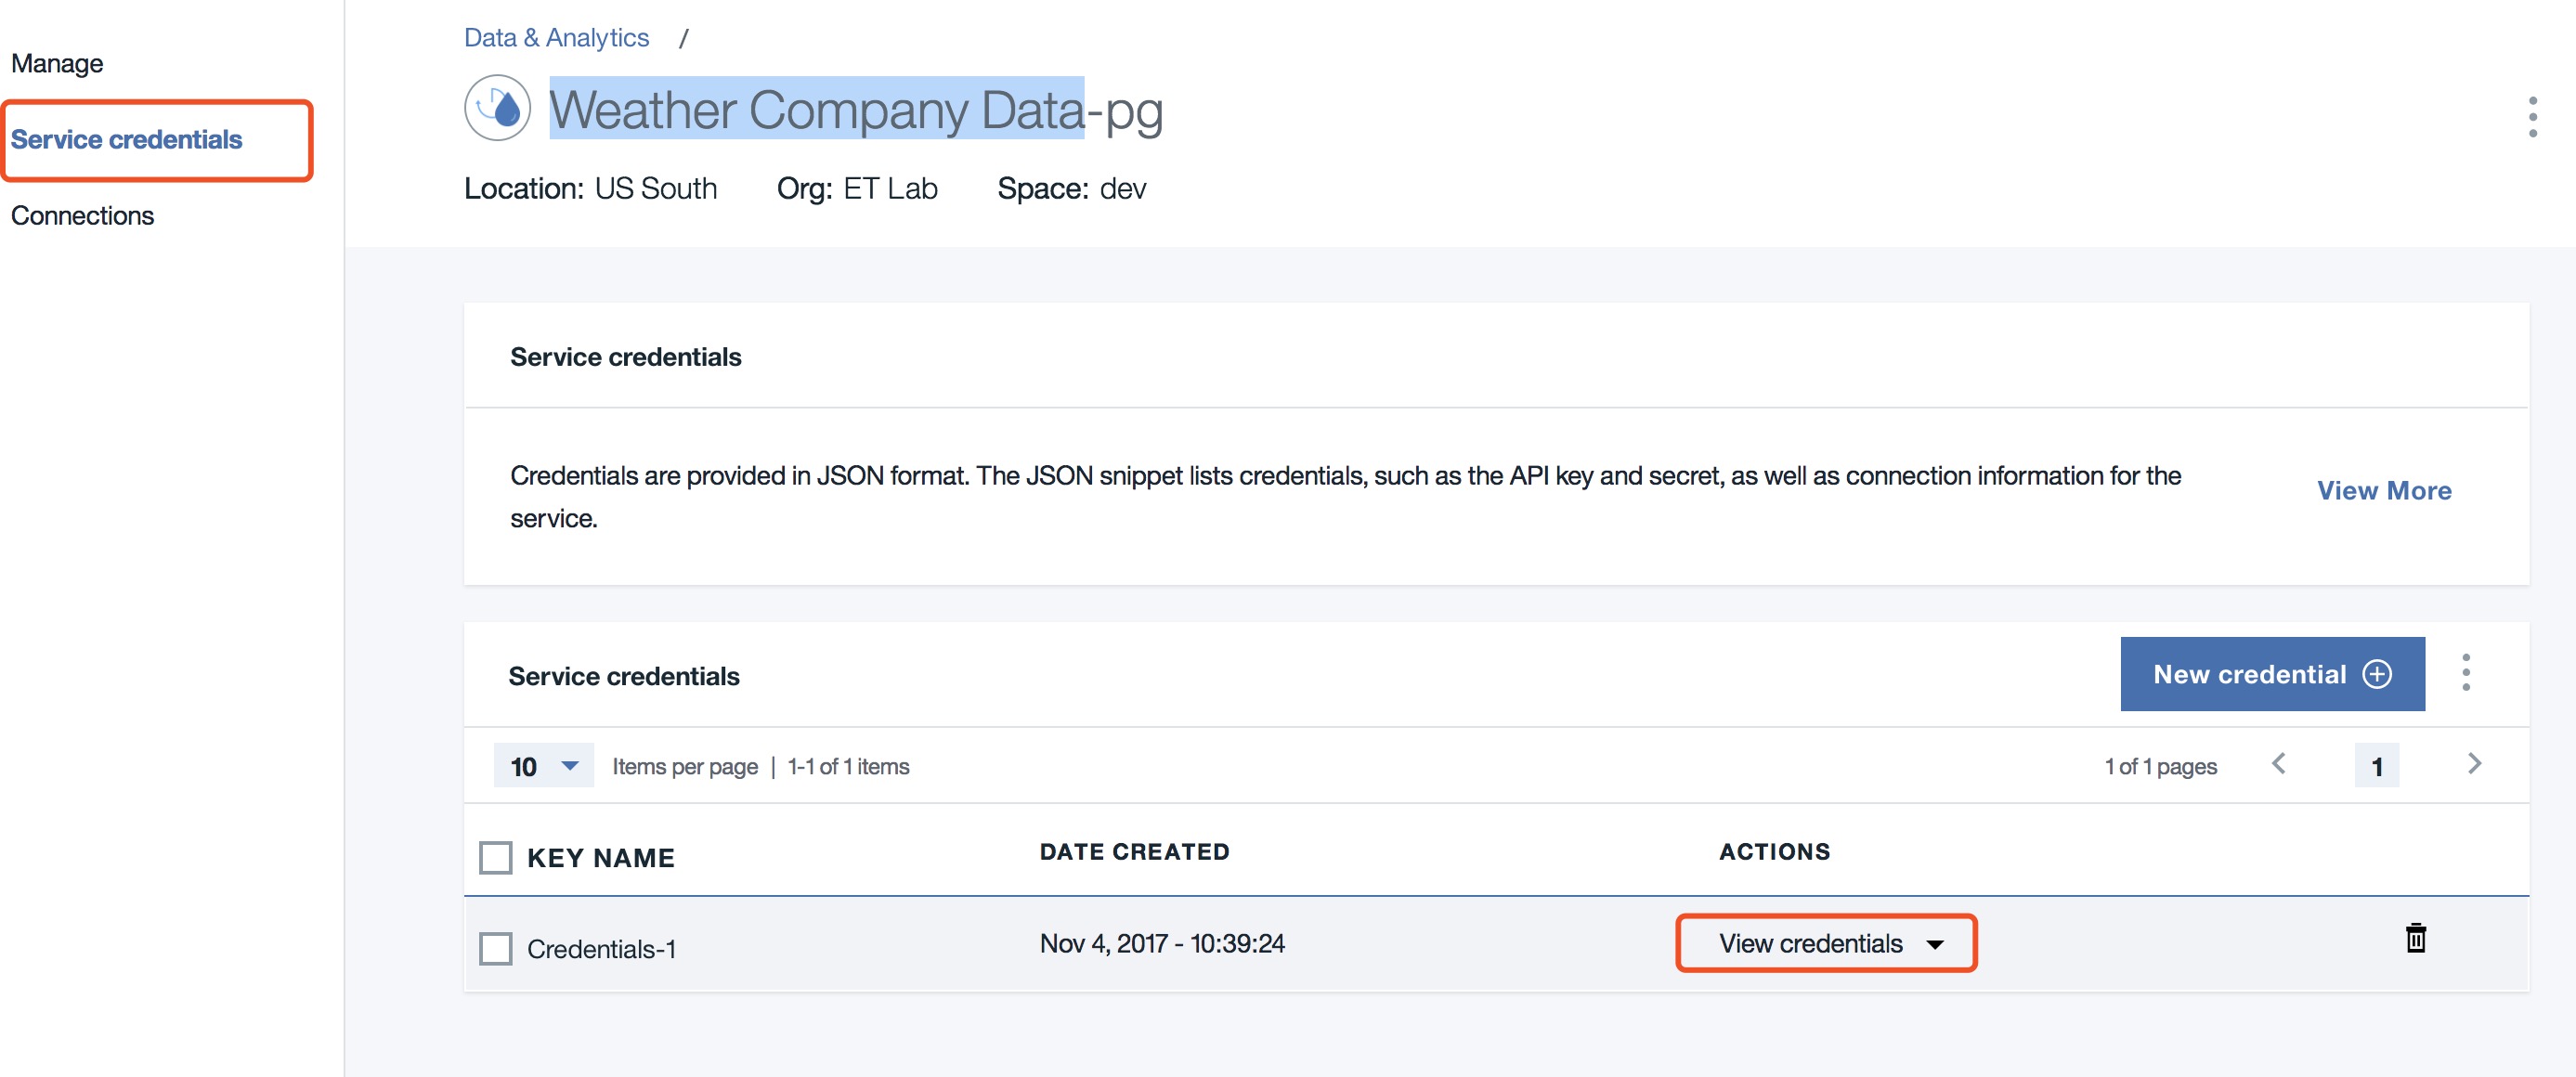 Manage
Service credentials
Connections
Data & Analytics /
Weather Company Data-pg
Location: US South Org: ET Lab Space: dev
Service credentials
Credentials are provided in JSON format. The JSON snippet lists credentials, such as the API key and secret, as well as connection information for the
service.
View More
Service credentials
New credential
10 Items per page | 1-1 of 1 items 1 of 1 pages 1
KEY NAME DATE CREATED ACTIONS
Credentials-1 Nov 4, 2017 - 10:39:24 View credentials